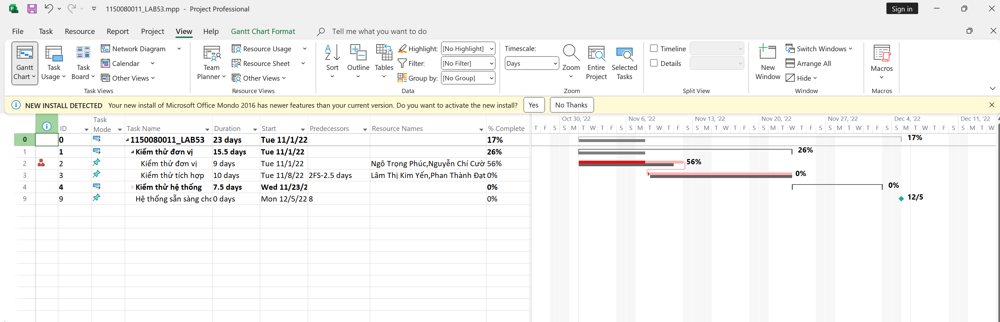 1150080011_LAB53.mpp - Project Professional
Sign in
File Task Resource Report Project View Help Gantt Chart Format Tell me what you want to do
Gantt Chart
Task Usage
Task Board
Network Diagram
Calendar
Other Views
Task Views
Team Planner
Resource Usage
Resource Sheet
Other Views
Resource Views
Sort
Outline
Tables
Highlight: [No Highlight]
Filter: [No Filter]
Group by: [No Group]
Data
Timescale:
Days
Zoom
Entire Project
Selected Tasks
Zoom
Timeline
Details
Split View
New Window
Switch Windows
Arrange All
Hide
Window
Macros
Macros
NEW INSTALL DETECTED Your new install of Microsoft Office Mondo 2016 has newer features than your current version. Do you want to activate the new install? Yes No Thanks
ID Task Mode Task Name Duration Start Predecessors Resource Names % Complete
Oct 30, '22 Nov 6, '22 Nov 13, '22 Nov 20, '22 Nov 27, '22 Dec 4, '22 Dec 11, '22
T F S S M T W T F S S M T W T F S S M T W T F S S M T W T F S S M T W T F S S M T W T F S S M T W
0 0 1150080011_LAB53 23 days Tue 11/1/22 17% 17%
1 1 Kiểm thử đơn vị 15.5 days Tue 11/1/22 26% 26%
2 2 Kiểm thử đơn vị 9 days Tue 11/1/22 Ngô Trọng Phúc,Nguyễn Chí Cườ 56% 56%
3 3 Kiểm thử tích hợp 10 days Tue 11/8/22 2FS-2.5 days Lâm Thị Kim Yến,Phan Thành Đạt 0% 0%
4 4 Kiểm thử hệ thống 7.5 days Wed 11/23/2 0% 0%
9 9 Hệ thống sẵn sàng chc 0 days Mon 12/5/22 8 0% 12/5